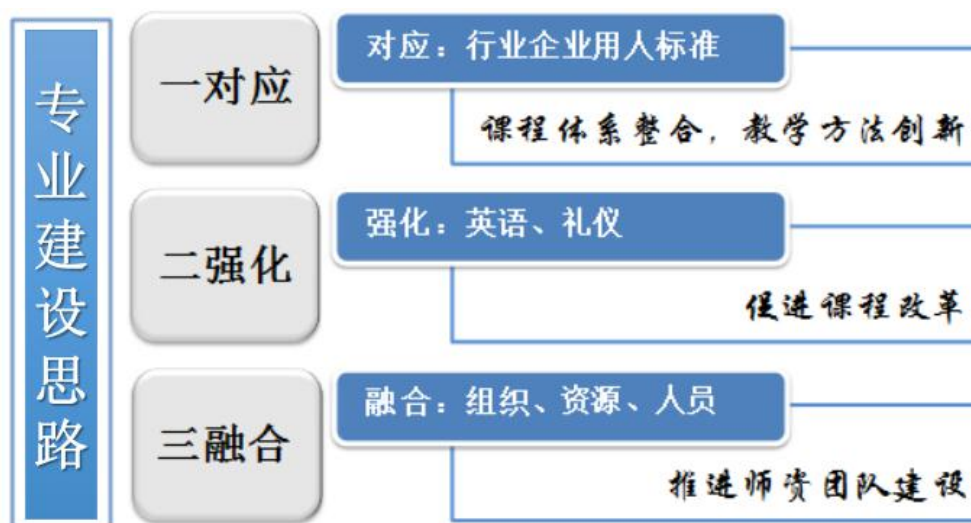 专业建设思路
一对应
对应：行业企业用人标准
课程体系整合，教学方法创新
二强化
强化：英语、礼仪
促进课程改革
三融合
融合：组织、资源、人员
推进师资团队建设